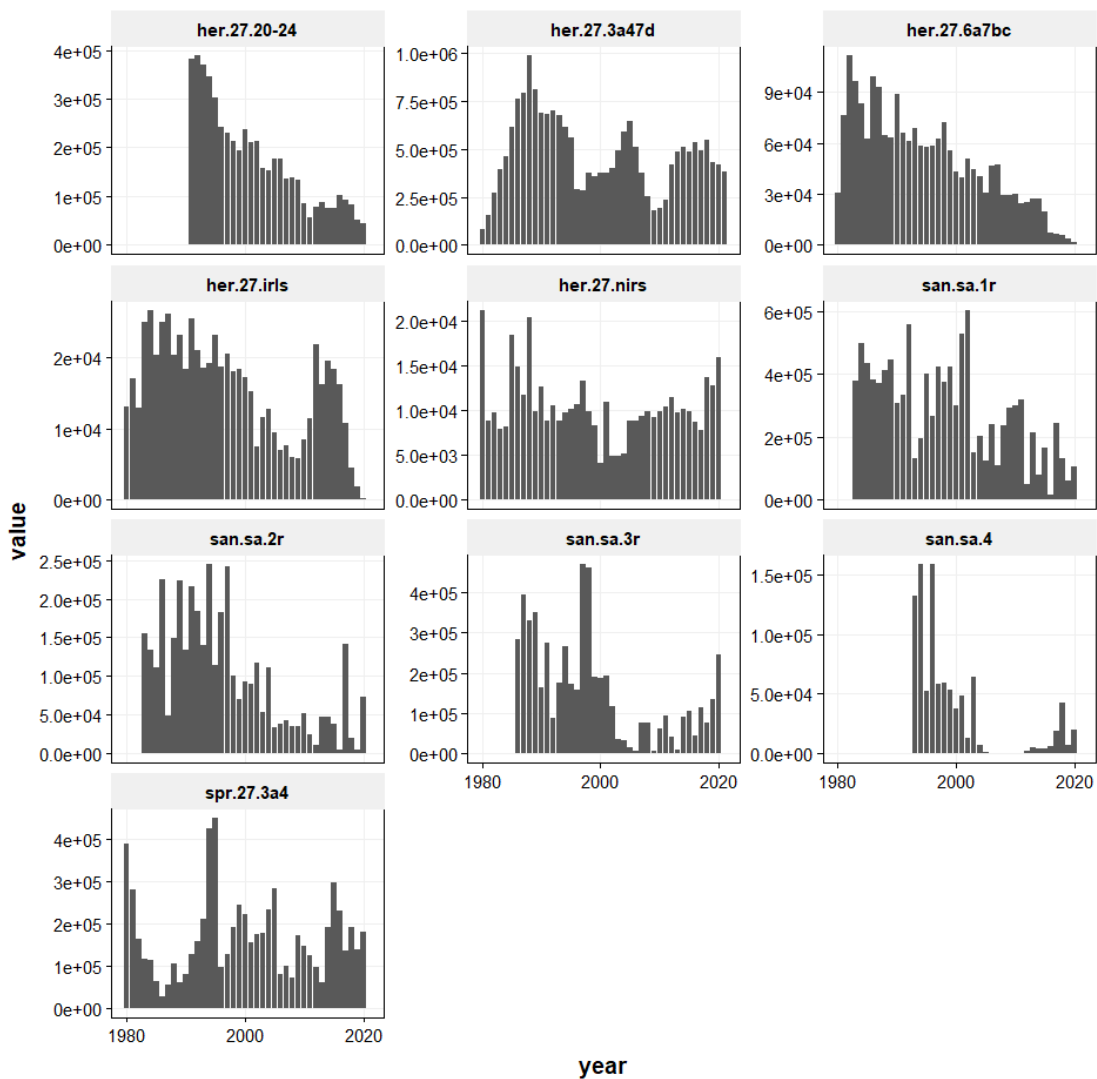 her.27.20-24
her.27.3a47d
her.27.6a7bc
4e+05
3e+05
2e+05
1e+05
0e+00
1.0e+06
7.5e+05
5.0e+05
2.5e+05
0.0e+00
9e+04
6e+04
3e+04
0e+00
her.27.irls
her.27.nirs
san.sa.1r
2e+04
1e+04
0e+00
2.0e+04
1.5e+04
1.0e+04
5.0e+03
0.0e+00
6e+05
4e+05
2e+05
0e+00
san.sa.2r
san.sa.3r
san.sa.4
2.5e+05
2.0e+05
1.5e+05
1.0e+05
5.0e+04
0.0e+00
4e+05
3e+05
2e+05
1e+05
0e+00
1.5e+05
1.0e+05
5.0e+04
0.0e+00
1980 2000 2020
1980 2000 2020
spr.27.3a4
4e+05
3e+05
2e+05
1e+05
0e+00
1980 2000 2020
value
year